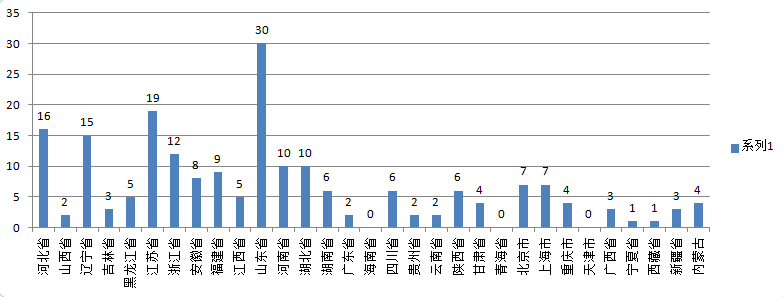 35
30
25
20
15
10
5
0
16
2
15
3
5
19
12
8
9
5
30
10
10
6
2
0
6
2
2
6
4
0
7
7
4
0
3
1
1
3
4
河北省
山西省
辽宁省
吉林省
黑龙江省
江苏省
浙江省
安徽省
福建省
江西省
山东省
河南省
湖北省
湖南省
广东省
海南省
四川省
贵州省
云南省
陕西省
甘肃省
青海省
北京市
上海市
重庆市
天津市
广西省
宁夏省
西藏省
新疆省
内蒙古
系列1